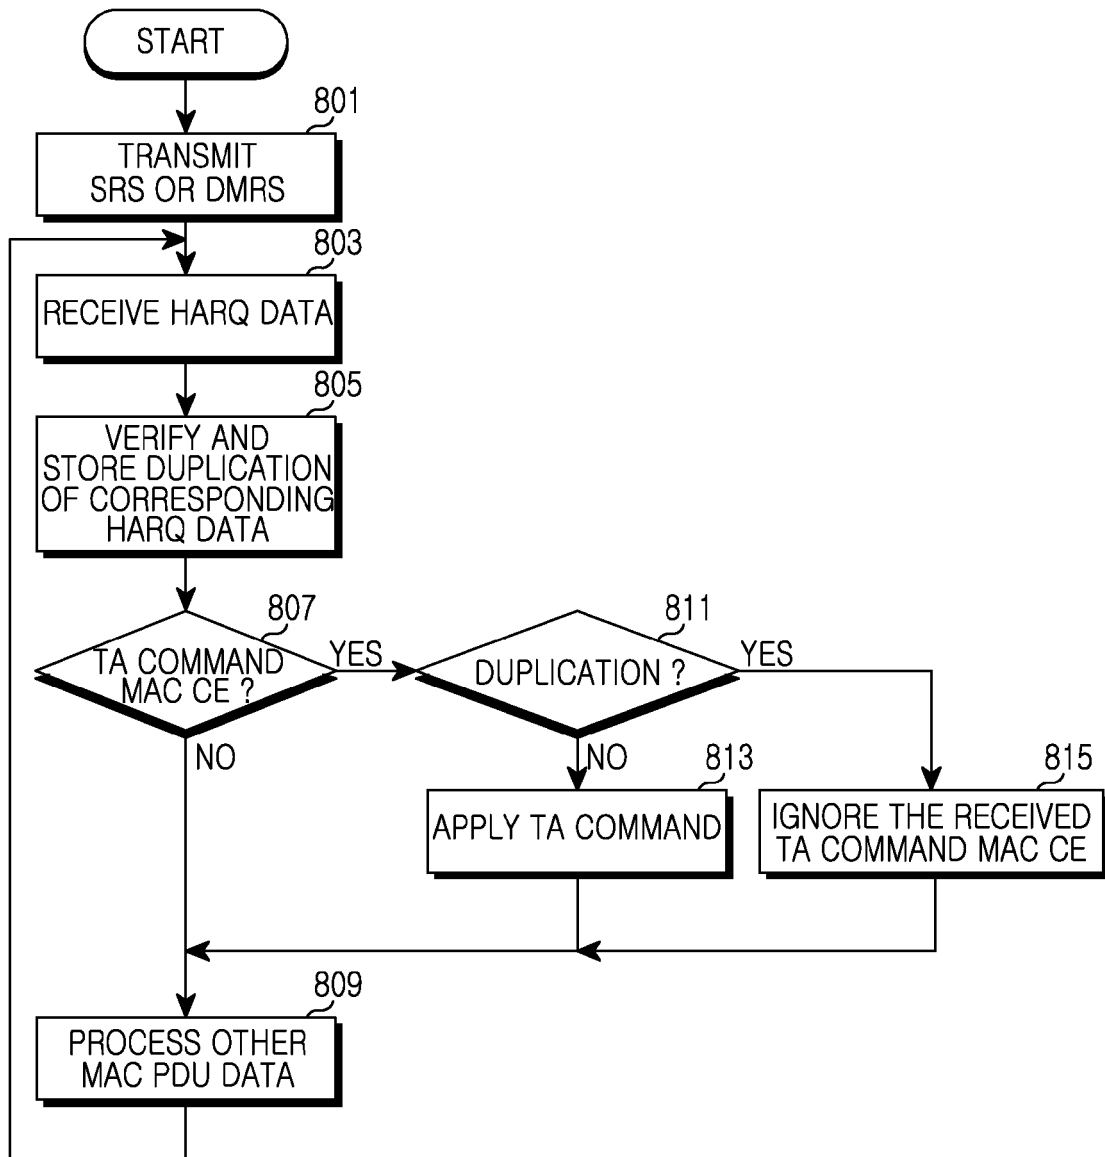 START
801
TRANSMIT
SRS OR DMRS
803
RECEIVE HARQ DATA
805
VERIFY AND
STORE DUPLICATION
OF CORRESPONDING
HARQ DATA
807
TA COMMAND
MAC CE ?
YES
NO
811
DUPLICATION ?
YES
NO
813
APPLY TA COMMAND
815
IGNORE THE RECEIVED
TA COMMAND MAC CE
809
PROCESS OTHER
MAC PDU DATA